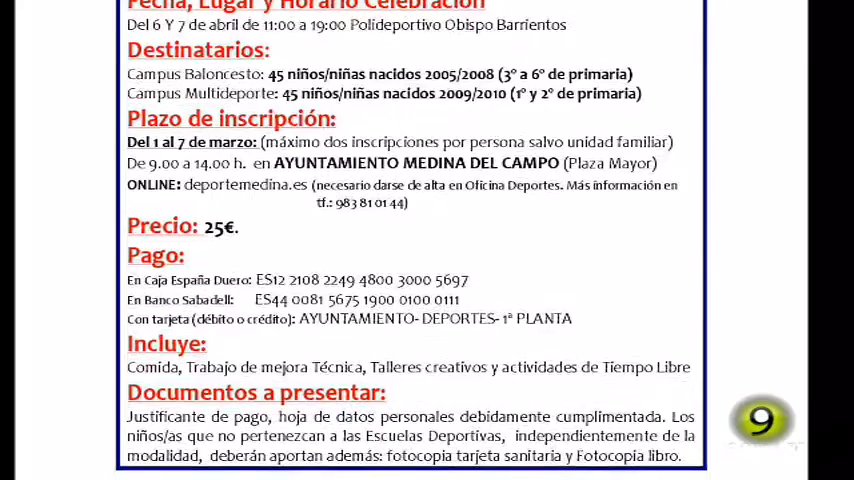 Fecha, Lugar y Horario Celebración
Del 6 Y 7 de abril de 11:00 a 19:00 Polideportivo Obispo Barrientos
Destinatarios:
Campus Baloncesto: 45 niños/niñas nacidos 2005/2008 (3º a 6º de primaria)
Campus Multideporte: 45 niños/niñas nacidos 2009/2010 (1º y 2º de primaria)
Plazo de inscripción:
Del 1 al 7 de marzo: (máximo dos inscripciones por persona salvo unidad familiar)
De 9.00 a 14.00 h. en AYUNTAMIENTO MEDINA DEL CAMPO (Plaza Mayor)
ONLINE: deportemedina.es (necesario darse de alta en Oficina Deportes. Más información en
tf.: 983 81 01 44)
Precio: 25€.
Pago:
En Caja España Duero: ES12 2108 2249 4800 3000 5697
En Banco Sabadell: ES44 0081 5675 1900 0100 0111
Con tarjeta (débito o crédito): AYUNTAMIENTO- DEPORTES- 1ª PLANTA
Incluye:
Comida, Trabajo de mejora Técnica, Talleres creativos y actividades de Tiempo Libre
Documentos a presentar:
Justificante de pago, hoja de datos personales debidamente cumplimentada. Los
niños/as que no pertenezcan a las Escuelas Deportivas, independientemente de la
modalidad, deberán aportan además: fotocopia tarjeta sanitaria y Fotocopia libro.
9